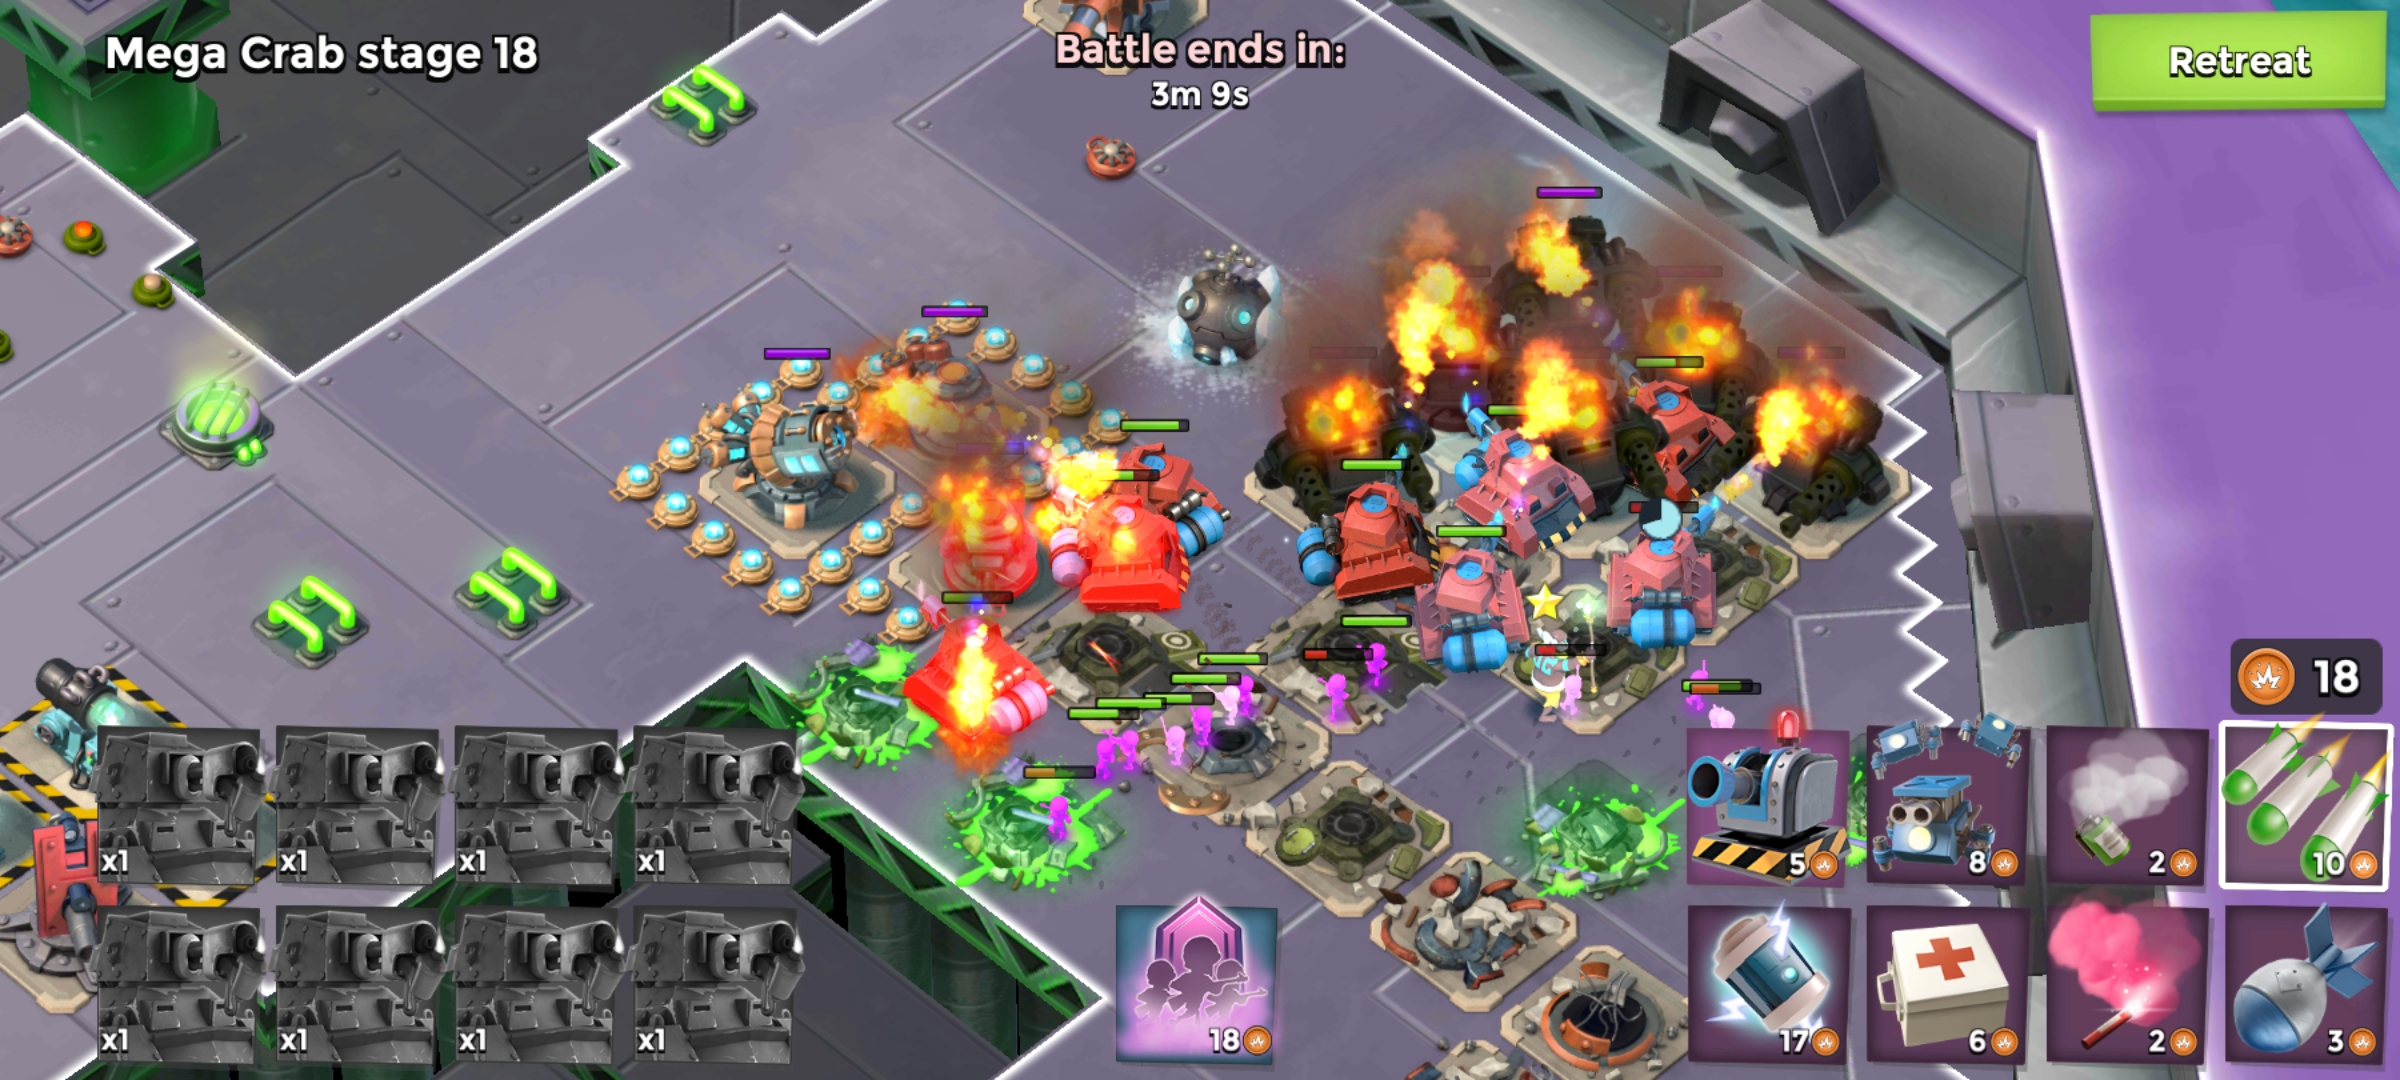 Mega Crab stage 18
Battle ends in:
3m 9s
Retreat
18
5
8
2
10
x1
x1
x1
x1
x1
x1
x1
x1
18
17
6
2
3